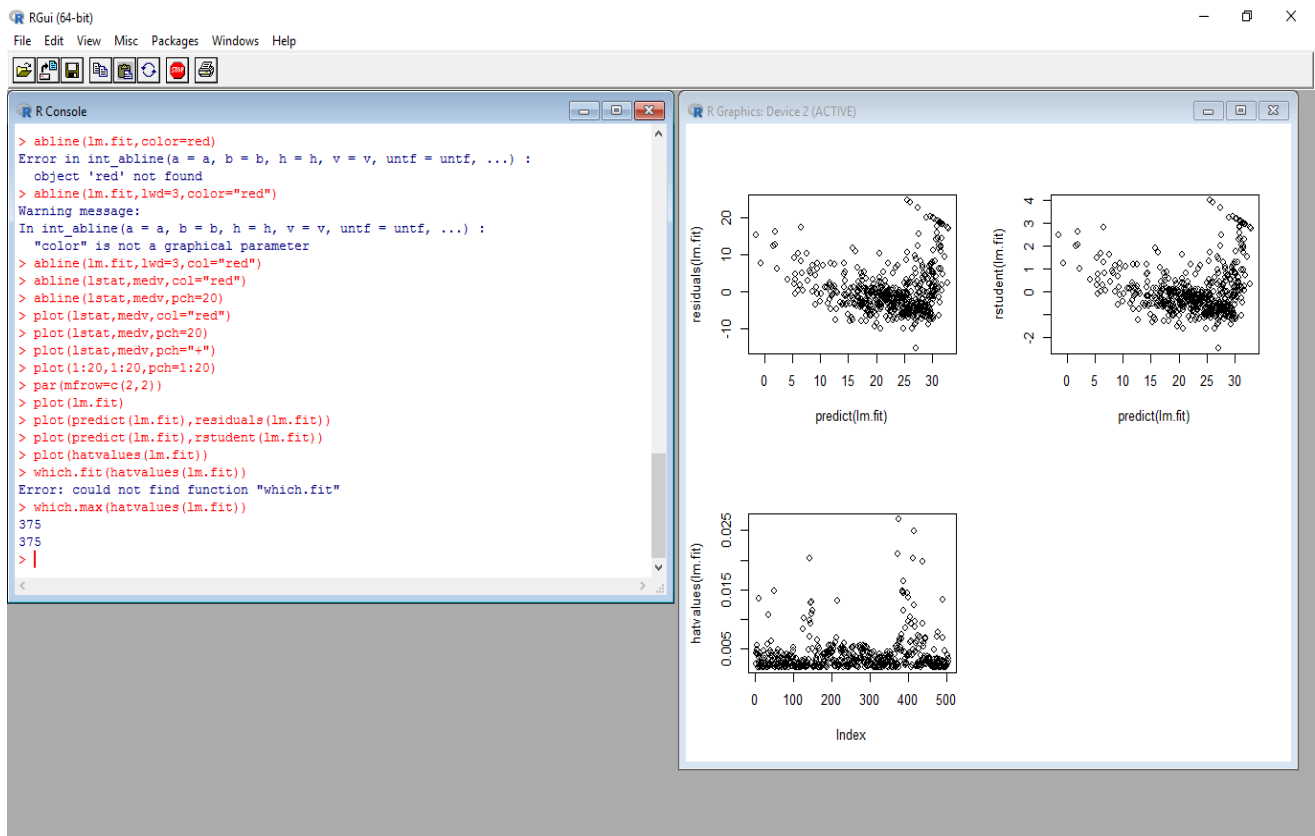 RGui (64-bit)
File Edit View Misc Packages Windows Help
STOP
R Console
> abline(lm.fit,color=red)
Error in int_abline(a = a, b = b, h = h, v = v, untf = untf, ...) :
  object 'red' not found
> abline(lm.fit,lwd=3,color="red")
Warning message:
In int_abline(a = a, b = b, h = h, v = v, untf = untf, ...) :
  "color" is not a graphical parameter
> abline(lm.fit,lwd=3,col="red")
> abline(lstat,medv,col="red")
> abline(lstat,medv,pch=20)
> plot(lstat,medv,col="red")
> plot(lstat,medv,pch=20)
> plot(lstat,medv,pch="+")
> plot(1:20,1:20,pch=1:20)
> par(mfrow=c(2,2))
> plot(lm.fit)
> plot(predict(lm.fit),residuals(lm.fit))
> plot(predict(lm.fit),rstudent(lm.fit))
> plot(hatvalues(lm.fit))
> which.fit(hatvalues(lm.fit))
Error: could not find function "which.fit"
> which.max(hatvalues(lm.fit))
375
375
>
R Graphics: Device 2 (ACTIVE)
residuals(lm.fit)
-10 0 10 20
0 5 10 15 20 25 30
predict(lm.fit)
rstudent(lm.fit)
-2 0 1 2 3 4
0 5 10 15 20 25 30
predict(lm.fit)
hatvalues(lm.fit)
0.005 0.015 0.025
0 100 200 300 400 500
Index